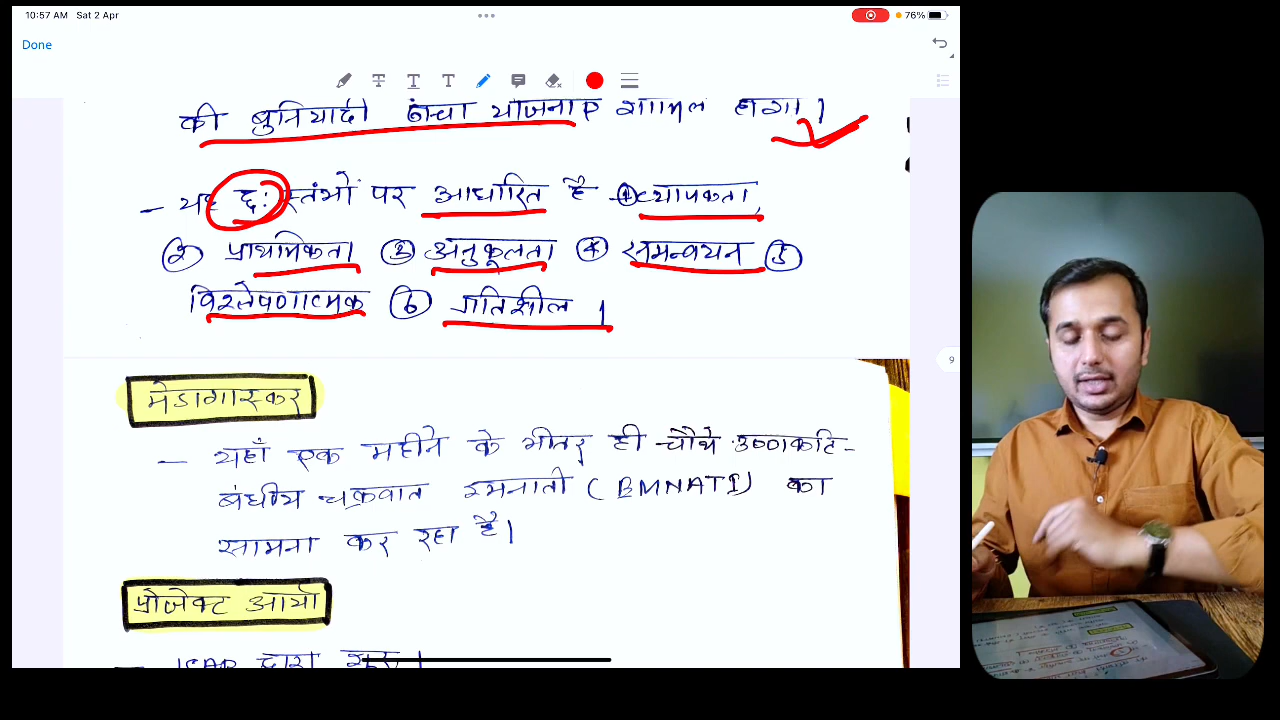 10:57 AM Sat 2 Apr
76%
Done
की बुनियादी ढांचा योजनाए शामिल होगा।
- यह छः स्तंभों पर आधारित है - ① व्यापकता,
② प्राथमिकता ③ अनुकूलता ④ समन्वयन ⑤
विश्लेषणात्मक ⑥ गतिशील।
9
मेडागास्कर
- यहाँ एक महीने के भीतर ही चौथे उष्णकटि-
बंधीय चक्रवात इमनाती (EMNATI) का
सामना कर रहा है।
प्रोजेक्ट आर्या
- ICAR द्वारा शुरू।